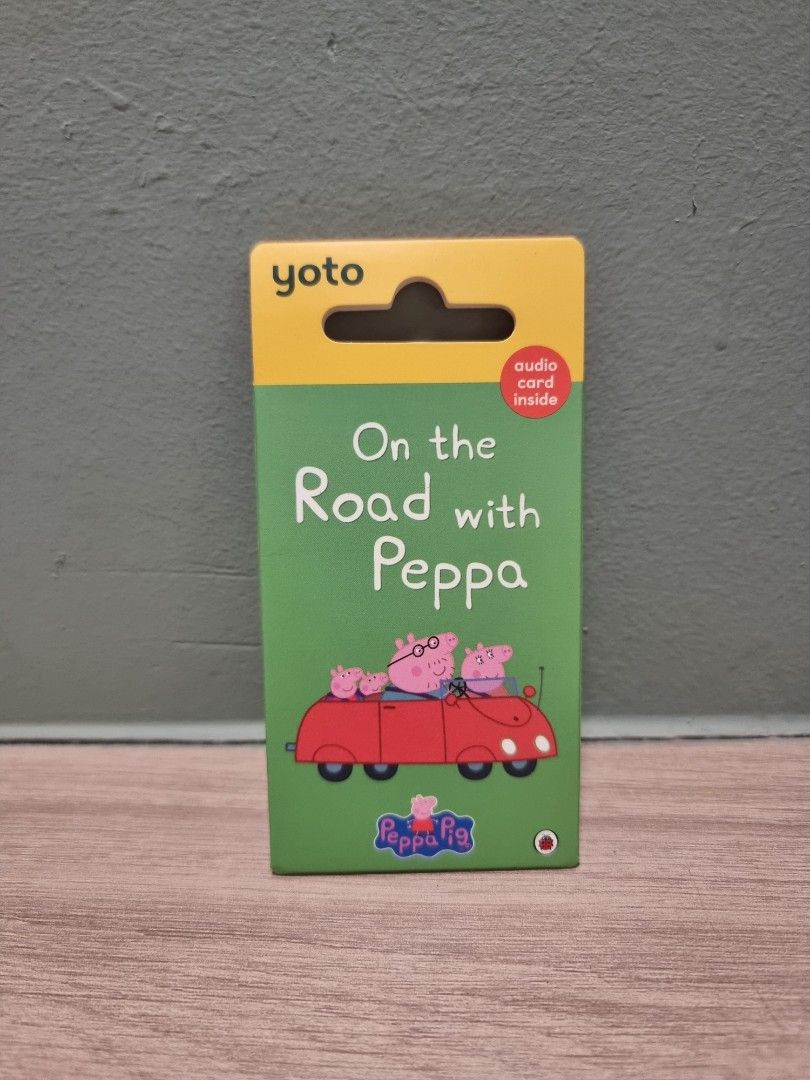 yoto
audio
card
inside
On the
Road with
Peppa
Peppa Pig